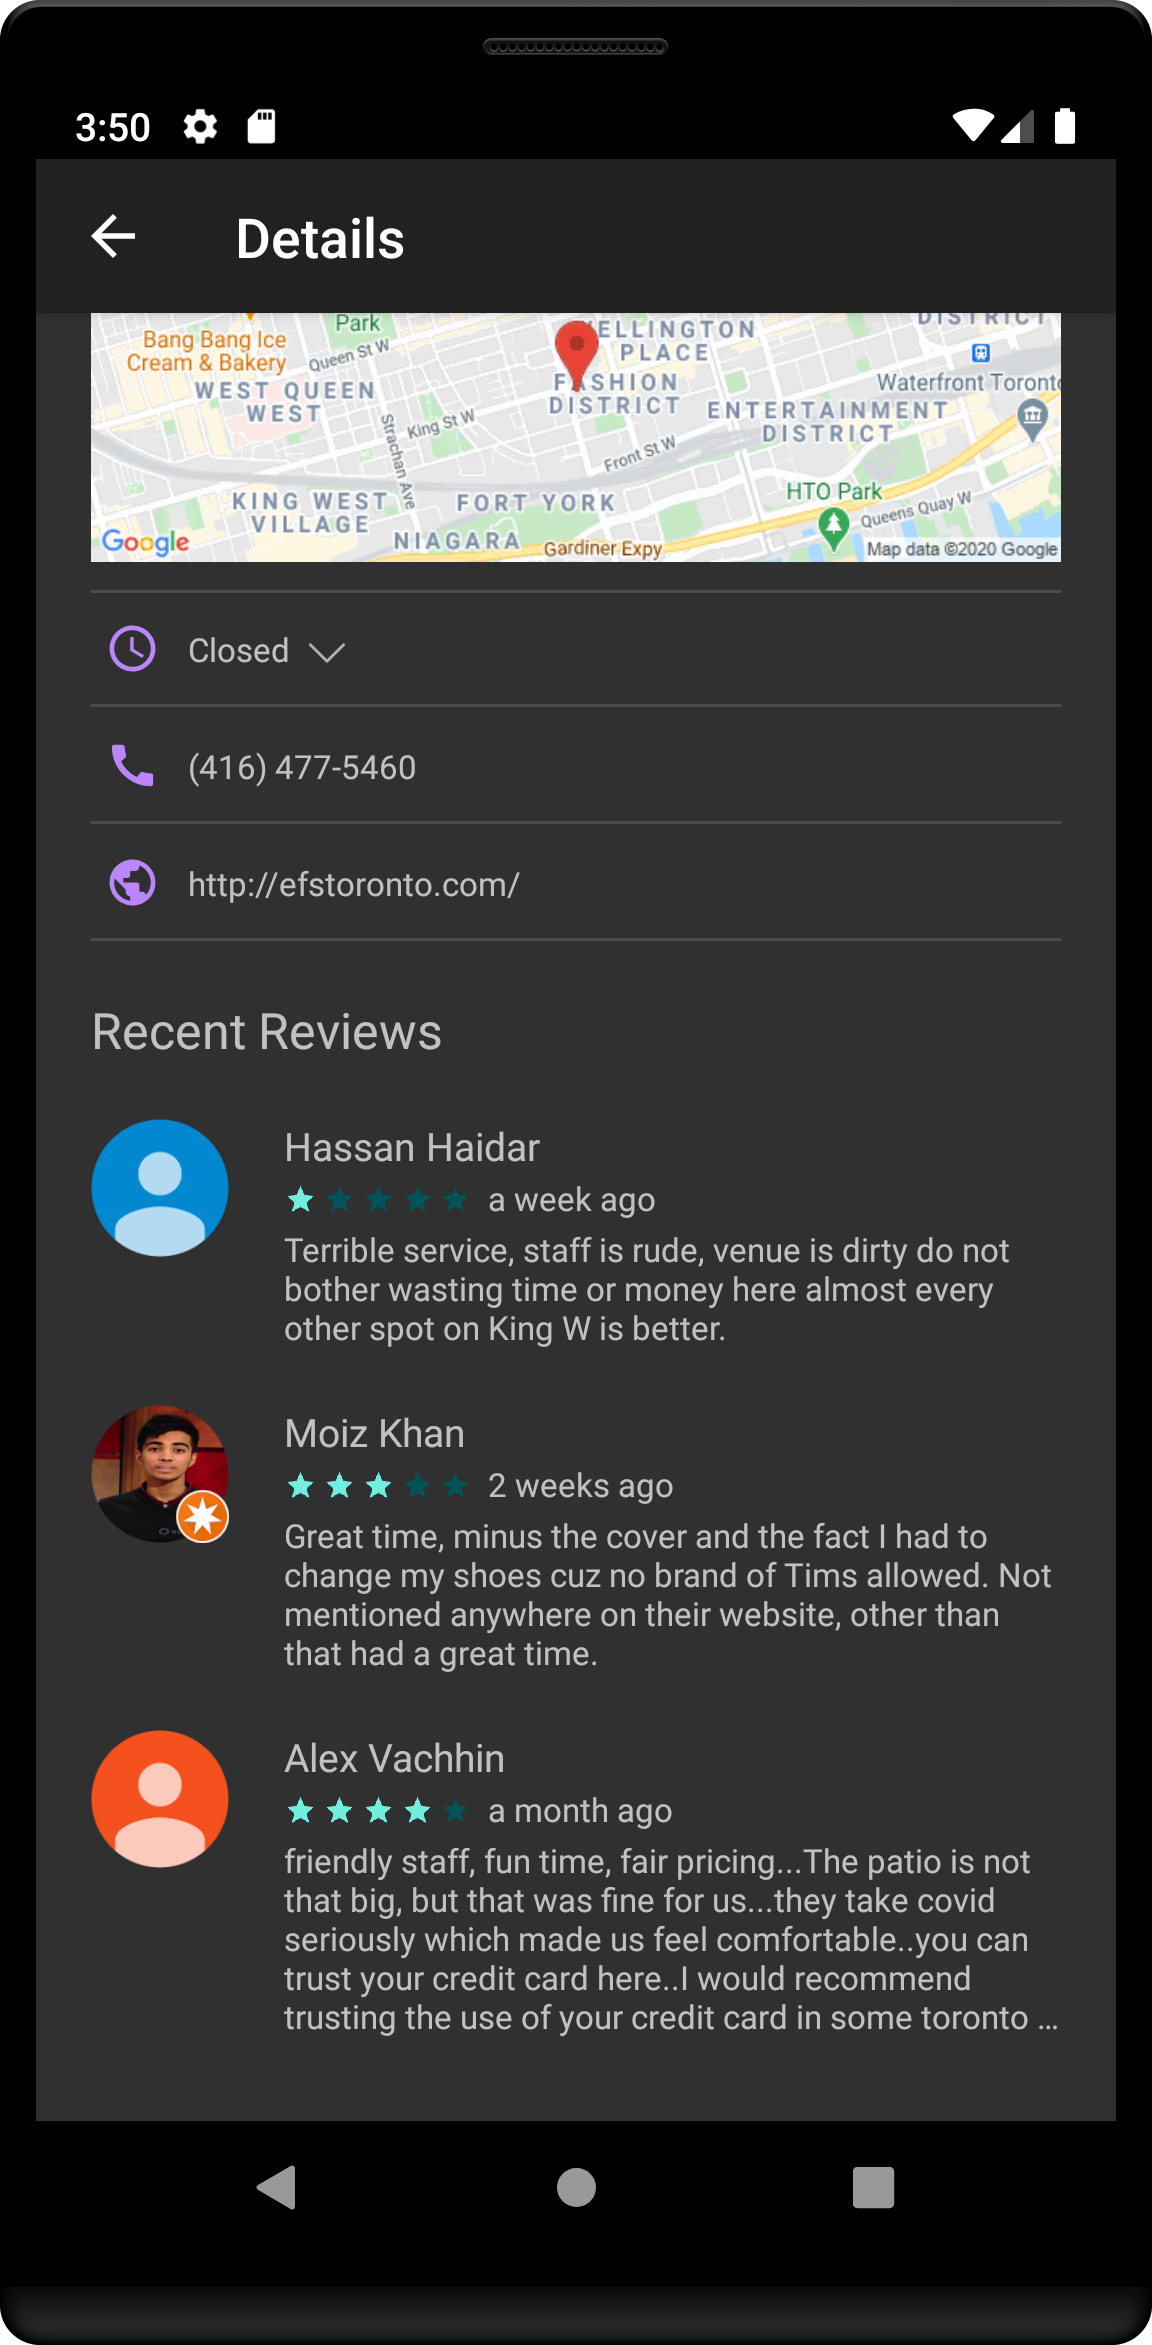 3:50
Details
DISTRICT
Park
WELLINGTON
PLACE
Bang Bang Ice
Cream & Bakery
Queen St W
FASHION
DISTRICT
Waterfront Toronto
WEST QUEEN
WEST
King St W
Strachan Ave
ENTERTAINMENT
DISTRICT
Front St W
KING WEST
VILLAGE
FORT YORK
HTO Park
Queens Quay W
NIAGARA
Gardiner Expy
Google
Map data ©2020 Google
Closed
(416) 477-5460
http://efstoronto.com/
Recent Reviews
Hassan Haidar
a week ago
Terrible service, staff is rude, venue is dirty do not
bother wasting time or money here almost every
other spot on King W is better.
Moiz Khan
2 weeks ago
Great time, minus the cover and the fact I had to
change my shoes cuz no brand of Tims allowed. Not
mentioned anywhere on their website, other than
that had a great time.
Alex Vachhin
a month ago
friendly staff, fun time, fair pricing...The patio is not
that big, but that was fine for us...they take covid
seriously which made us feel comfortable..you can
trust your credit card here..I would recommend
trusting the use of your credit card in some toronto ...